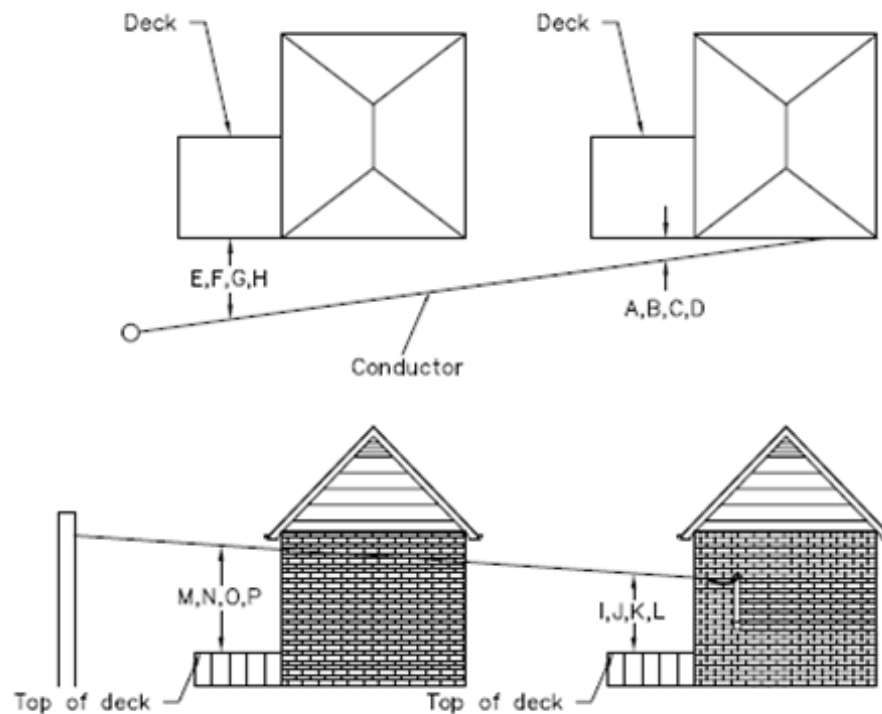 Deck
Deck
E,F,G,H
A,B,C,D
Conductor
M,N,O,P
I,J,K,L
Top of deck
Top of deck